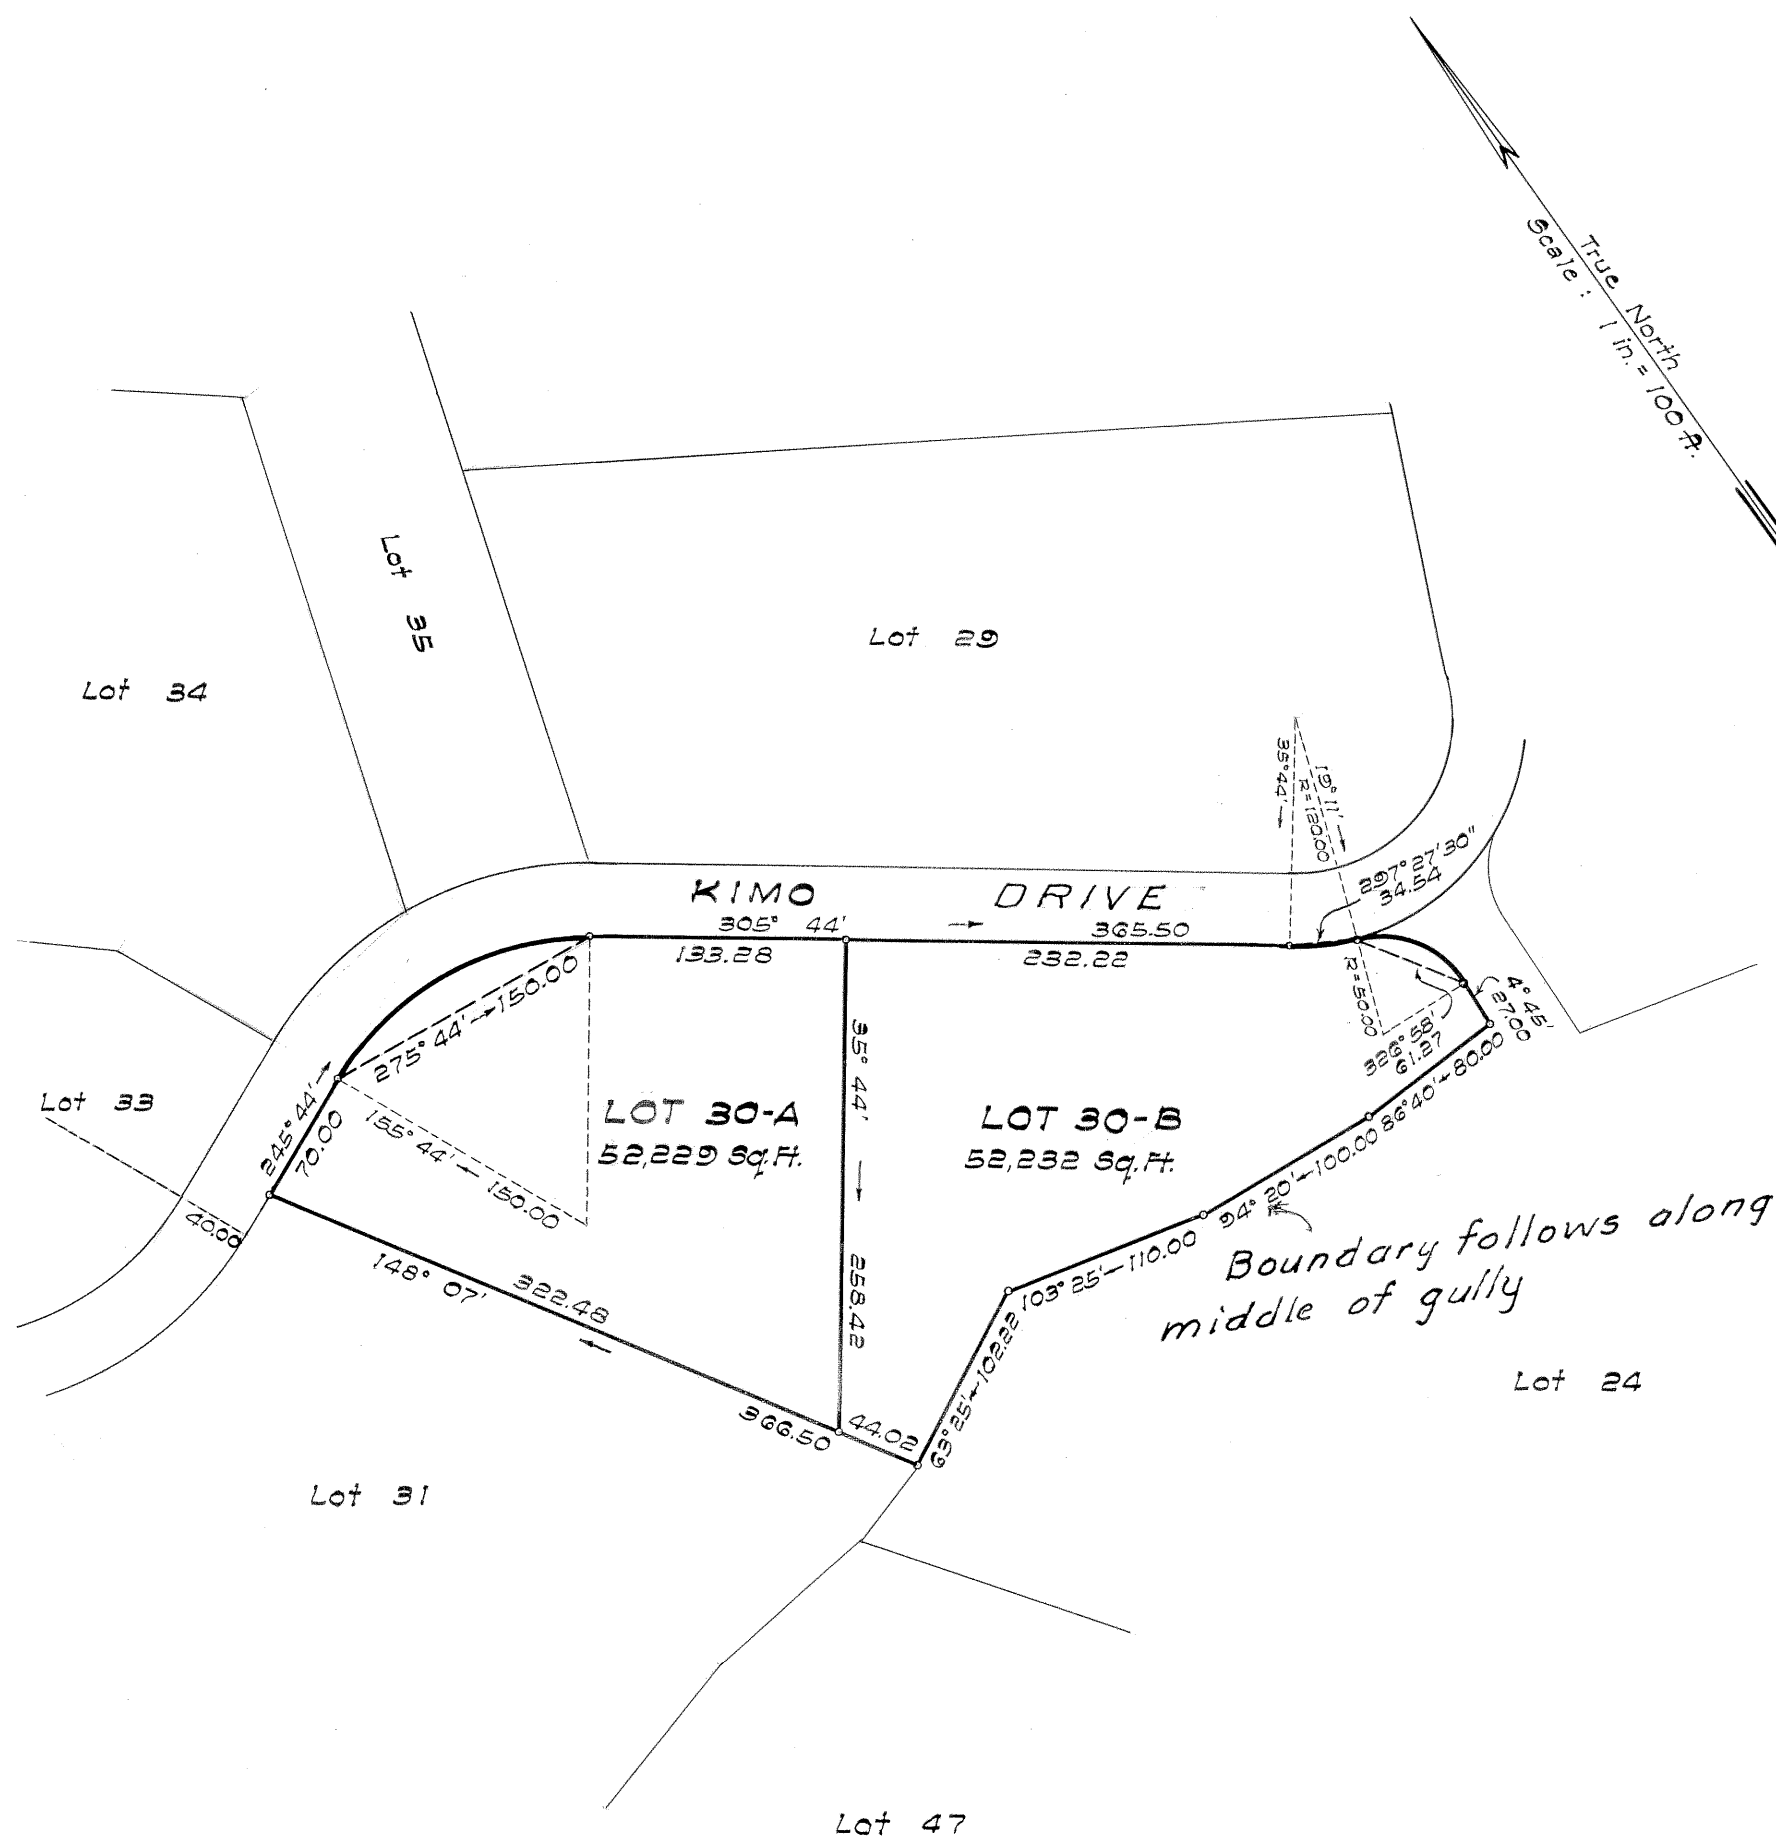 True North
Scale : 1 in. = 100 ft.
Lot 35
Lot 29
Lot 34
35° 44'
19° 11'
R = 120.00
297° 27' 30"
34.54
KIMO DRIVE
305° 44'
365.50
133.28
232.22
275° 44' 150.00
R = 50.00
326° 58'
61.27
4° 45'
27.00
86° 40' 80.00
Lot 33
245° 44'
70.00
155° 44' 150.00
LOT 30-A
52,229 Sq. Ft.
35° 44' 258.42
LOT 30-B
52,232 Sq. Ft.
94° 20' 100.00
40.00
148° 07' 322.48
103° 25' 110.00
Boundary follows along
middle of gully
63° 25' 102.22
366.50
44.02
Lot 24
Lot 31
Lot 47